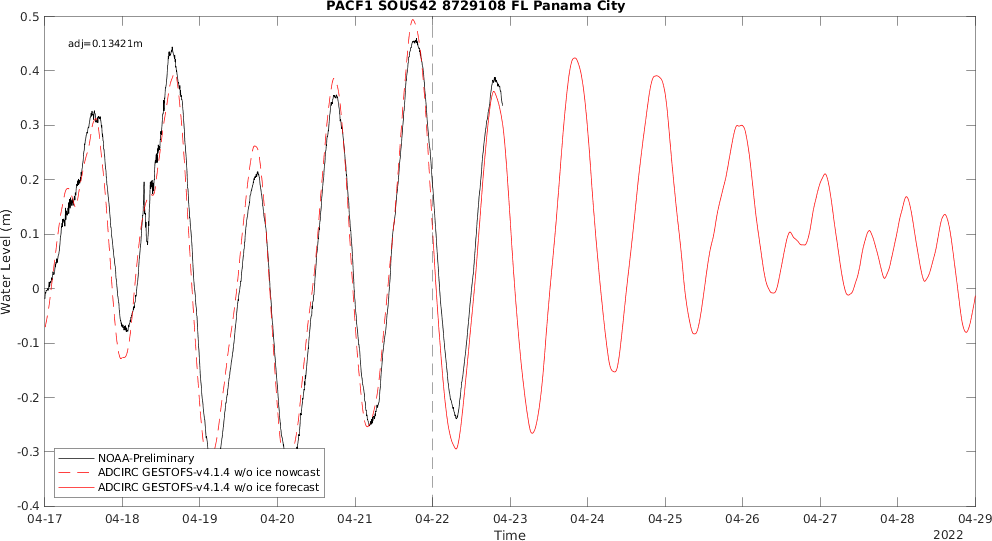 PACF1 SOUS42 8729108 FL Panama City
adj=0.13421m
Water Level (m)
0.5
0.4
0.3
0.2
0.1
0
-0.1
-0.2
-0.3
-0.4
NOAA-Preliminary
ADCIRC GESTOFS-v4.1.4 w/o ice nowcast
ADCIRC GESTOFS-v4.1.4 w/o ice forecast
04-17 04-18 04-19 04-20 04-21 04-22 04-23 04-24 04-25 04-26 04-27 04-28 04-29
Time
2022